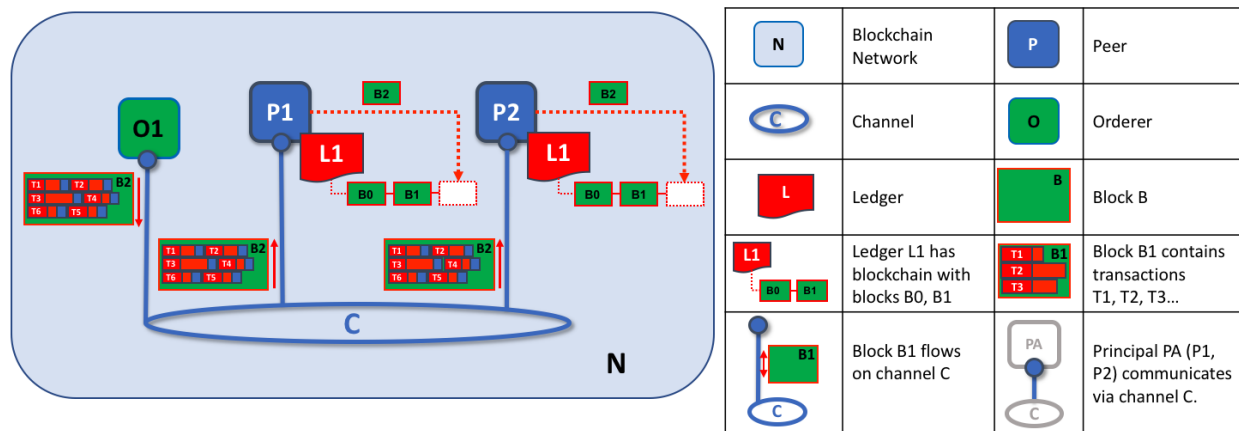 O1
T1 T2 B2
T3 T4
T6 T5
P1
B2
L1
B0 B1
T1 T2 B2
T3 T4
T6 T5
P2
B2
L1
B0 B1
T1 T2 B2
T3 T4
T6 T5
C
N
N
Blockchain
Network
P
Peer
C
Channel
O
Orderer
L
Ledger
B
Block B
L1
B0 B1
Ledger L1 has
blockchain with
blocks B0, B1
T1 B1
T2
T3
Block B1 contains
transactions
T1, T2, T3...
B1
C
Block B1 flows
on channel C
PA
C
Principal PA (P1,
P2) communicates
via channel C.